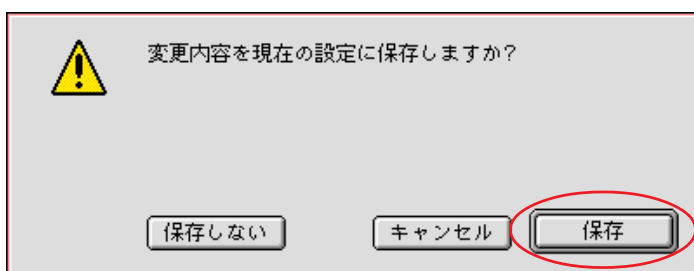 変更内容を現在の設定に保存しますか?
保存しない
キャンセル
保存